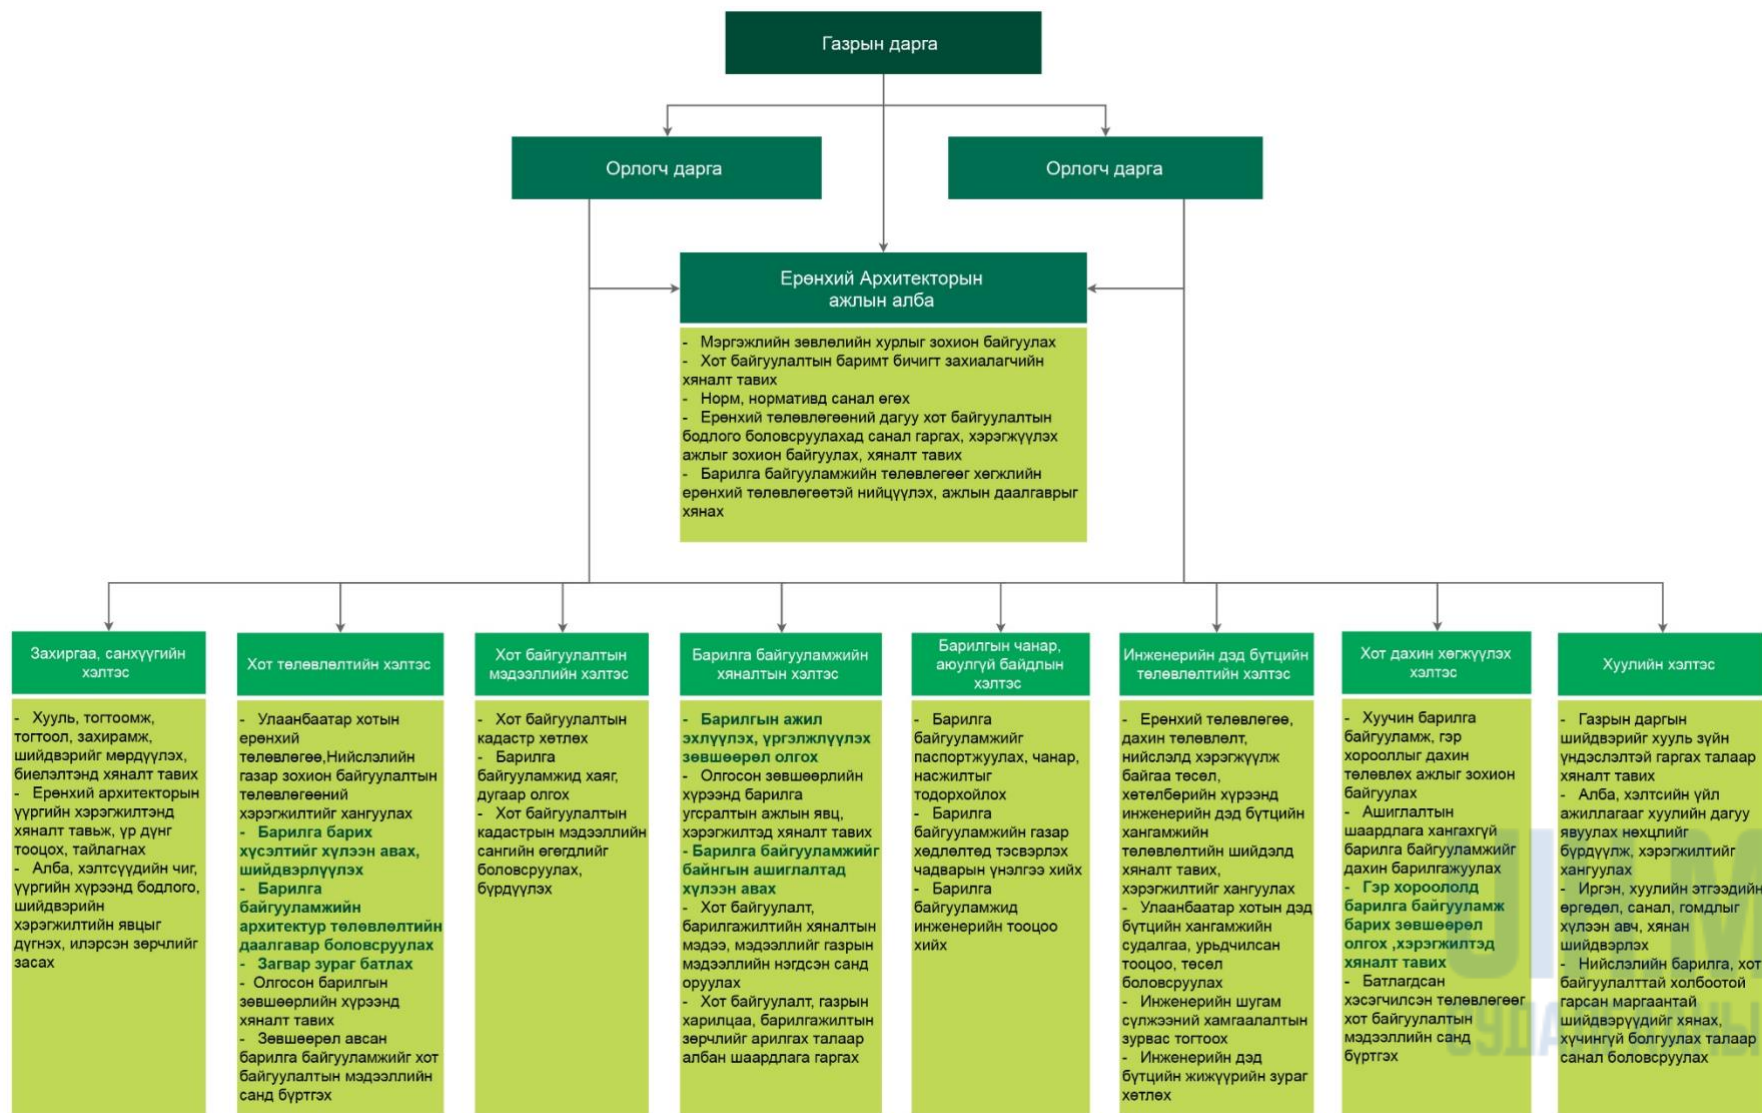 Газрын дарга
Орлогч дарга
Орлогч дарга
Ерөнхий Архитекторын
ажлын алба
- Мэргэжлийн зөвлөлийн хурлыг зохион байгуулах
- Хот байгуулалтын баримт бичигт захиалагчийн
хяналт тавих
- Норм, нормативд санал өгөх
- Ерөнхий төлөвлөгөөний дагуу хот байгуулалтын
бодлого боловсруулахад санал гаргах, хэрэгжүүлэх
ажлыг зохион байгуулах, хяналт тавих
- Барилга байгууламжийн төлөвлөгөөг хөгжлийн
ерөнхий төлөвлөгөөтэй нийцүүлэх, ажлын даалгаврыг
хянах
Захиргаа, санхүүгийн
хэлтэс
- Хууль, тогтоомж,
тогтоол, захирамж,
шийдвэрийг мөрдүүлэх,
биелэлтэнд хяналт тавих
- Ерөнхий архитекторын
үүргийн хэрэгжилтэнд
хяналт тавьж, үр дүнг
тооцох, тайлагнах
- Алба, хэлтсүүдийн чиг,
үүргийн хүрээнд бодлого,
шийдвэрийн
хэрэгжилтийн явцыг
дүгнэх, илэрсэн зөрчлийг
засах
Хот төлөвлөлтийн хэлтэс
- Улаанбаатар хотын
ерөнхий
төлөвлөгөө,Нийслэлийн
газар зохион байгуулалтын
төлөвлөгөөний
хэрэгжилтийг хангуулах
- Барилга барих
хүсэлтийг хүлээн авах,
шийдвэрлүүлэх
- Барилга
байгууламжийн
архитектур төлөвлөлтийн
даалгавар боловсруулах
- Загвар зураг батлах
- Олгосон барилгын
зөвшөөрлийн хүрээнд
хяналт тавих
- Зөвшөөрөл авсан
барилга байгууламжийг хот
байгуулалтын мэдээллийн
санд бүртгэх
Хот байгуулалтын
мэдээллийн хэлтэс
- Хот байгуулалтын
кадастр хөтлөх
- Барилга
байгууламжид хаяг,
дугаар олгох
- Хот байгуулалтын
кадастрын мэдээллийн
сангийн өгөгдлийг
боловсруулах,
бүрдүүлэх
Барилга байгууламжийн
хяналтын хэлтэс
- Барилгын ажил
эхлүүлэх, үргэлжлүүлэх
зөвшөөрөл олгох
- Олгосон зөвшөөрлийн
хүрээнд барилга
угсралтын ажлын явц,
хэрэгжилтэд хяналт тавих
- Барилга байгууламжийг
байнгын ашиглалтад
хүлээн авах
- Хот байгуулалт,
барилгажилтийн хяналтын
мэдээ, мэдээллийг газрын
мэдээллийн нэгдсэн санд
оруулах
- Хот байгуулалт, газрын
харилцаа, барилгажилтын
зөрчлийг арилгах талаар
албан шаардлага гаргах
Барилгын чанар,
аюулгүй байдлын
хэлтэс
- Барилга
байгууламжийг
паспортжуулах, чанар,
насжилтыг
тодорхойлох
- Барилга
байгууламжийн газар
хөдлөлтөд тэсвэрлэх
чадварын үнэлгээ хийх
- Барилга
байгууламжид
инженерийн тооцоо
хийх
Инженерийн дэд бүтцийн
төлөвлөлтийн хэлтэс
- Ерөнхий төлөвлөгөө,
дахин төлөвлөлт,
нийслэлд хэрэгжүүлж
байгаа төсөл,
хөтөлбөрийн хүрээнд
инженерийн дэд бүтцийн
хангамжийн
төлөвлөлтийн шийдэлд
хяналт тавих,
хэрэгжилтийг хангуулах
- Улаанбаатар хотын дэд
бүтцийн хангамжийн
судалгаа, урьдчилсан
тооцоо, төсөл
боловсруулах
- Инженерийн шугам
сүлжээний хамгаалалтын
зурвас тогтоох
- Инженерийн дэд
бүтцийн жижүүрийн зураг
хөтлөх
Хот дахин хөгжүүлэх
хэлтэс
- Хуучин барилга
байгууламж, гэр
хорооллыг дахин
төлөвлөх ажлыг зохион
байгуулах
- Ашиглалтын
шаардлага хангахгүй
барилга байгууламжийг
дахин барилгажуулах
- Гэр хороололд
барилга байгууламж
барих зөвшөөрөл
олгох ,хэрэгжилтэд
хяналт тавих
- Батлагдсан
хэсэгчилсэн төлөвлөгөөг
хот байгуулалтын
мэдээллийн санд
бүртгэх
Хуулийн хэлтэс
- Газрын даргын
шийдвэрийг хууль зүйн
үндэслэлтэй гаргах талаар
хяналт тавих
- Алба, хэлтсийн үйл
ажиллагааг хуулийн дагуу
явуулах нөхцлийг
бүрдүүлж, хэрэгжилтийг
хангуулах
- Иргэн, хуулийн этгээдийн
өргөдөл, санал, гомдлыг
хүлээн авч, хянан
шийдвэрлэх
- Нийслэлийн барилга, хот
байгуулалттай холбоотой
гарсан маргаантай
шийдвэрүүдийг хянах,
хүчингүй болгуулах талаар
санал боловсруулах